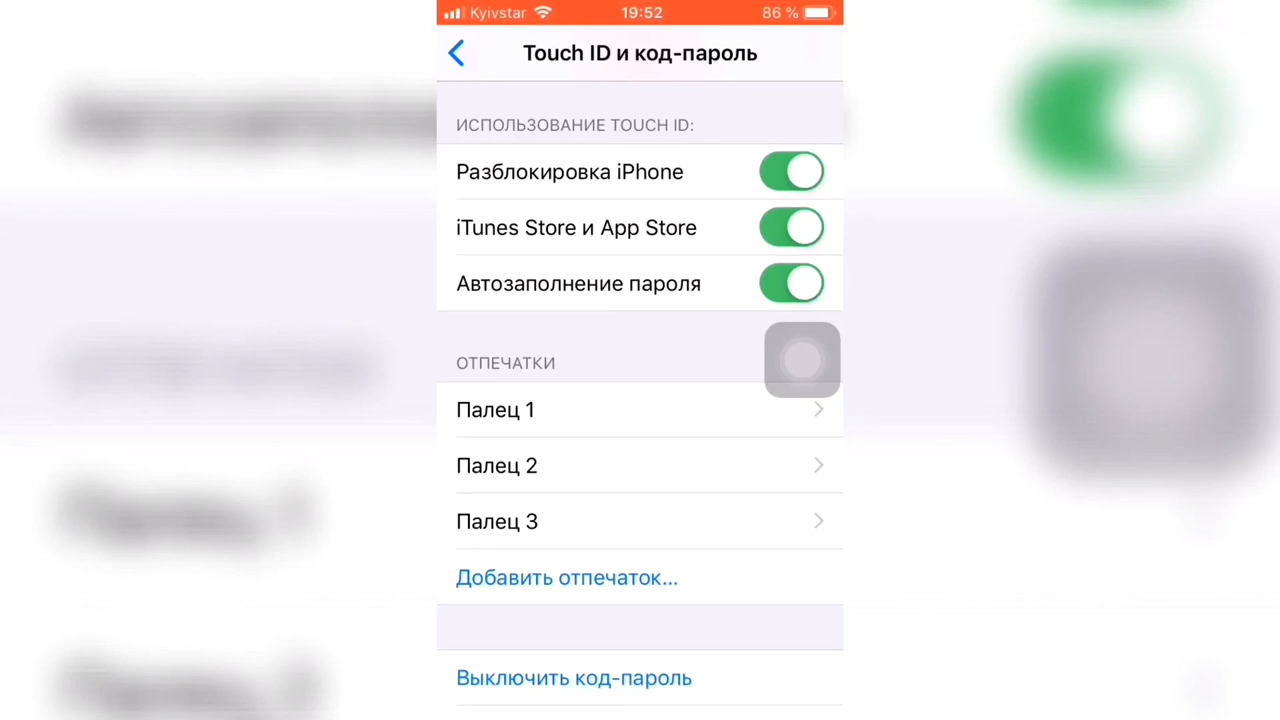 Kyivstar 19:52 86 %
Touch ID и код-пароль
ИСПОЛЬЗОВАНИЕ TOUCH ID:
Разблокировка iPhone
iTunes Store и App Store
Автозаполнение пароля
ОТПЕЧАТКИ
Палец 1
Палец 2
Палец 3
Добавить отпечаток...
Выключить код-пароль